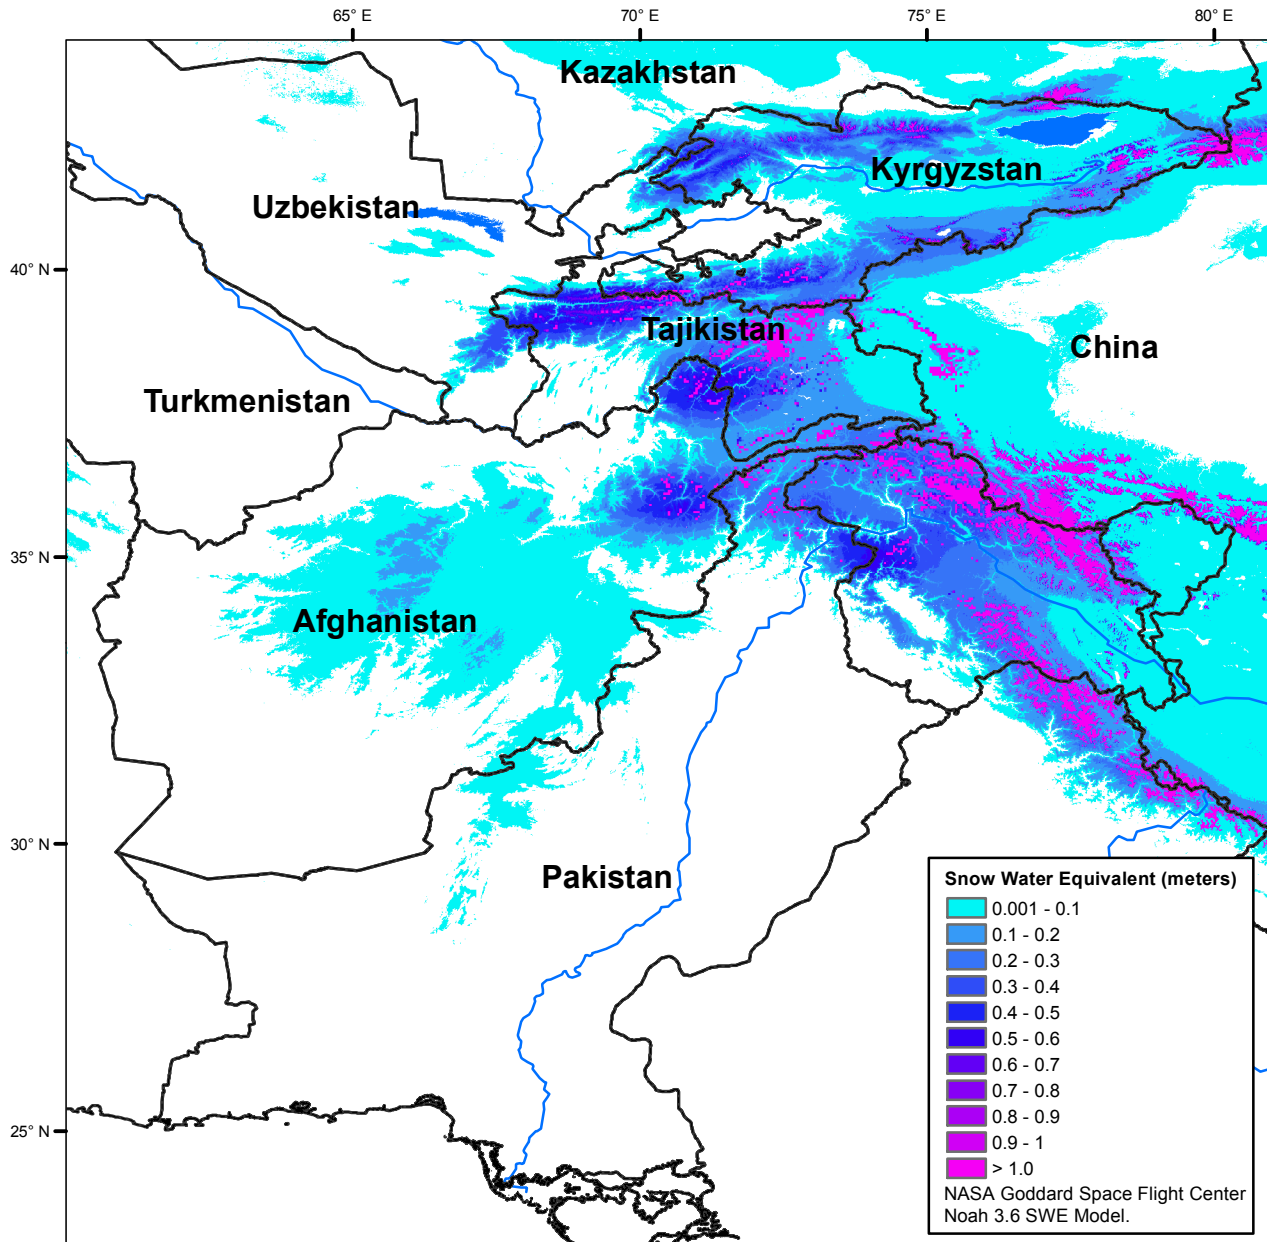 65° E
70° E
75° E
80° E
Kazakhstan
Kyrgyzstan
Uzbekistan
40° N
Tajikistan
China
Turkmenistan
35° N
Afghanistan
30° N
Pakistan
25° N
Snow Water Equivalent (meters)
0.001 - 0.1
0.1 - 0.2
0.2 - 0.3
0.3 - 0.4
0.4 - 0.5
0.5 - 0.6
0.6 - 0.7
0.7 - 0.8
0.8 - 0.9
0.9 - 1
> 1.0
NASA Goddard Space Flight Center
Noah 3.6 SWE Model.